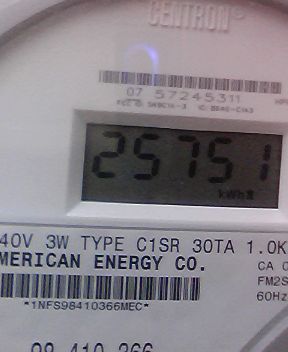 CENTRON®
07 57245311
25751
kWh
40V 3W TYPE C1SR 30TA 1.0K
MERICAN ENERGY CO.
CA 0
FM2S
60Hz
*1NFS98410366MEC*
98 410 366